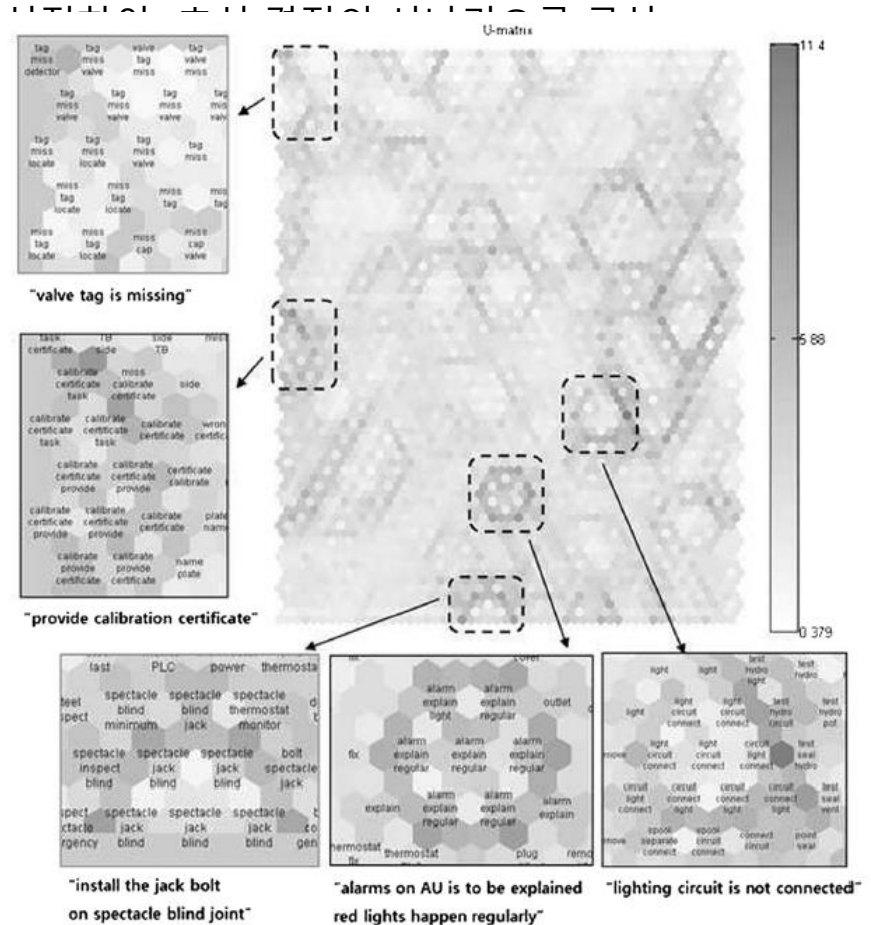 U-matrix
11.4
5.88
0.379
tag tag valve tag
miss miss tag valve
detector valve miss miss
tag tag tag tag
miss miss miss
valve valve valve
tag tag tag tag
miss miss miss miss
locate locate valve
miss miss miss
tag tag tag tag
locate locate
miss miss miss miss
tag tag cap cap
locate locate valve
"valve tag is missing"
task TB side
certificate side TB
calibrate miss
certificate calibrate side
task certificate
calibrate calibrate calibrate
certificate certificate certificate
task task
calibrate calibrate certificate
certificate certificate calibrate
provide provide
calibrate calibrate calibrate plate
certificate certificate certificate name
provide provide
calibrate calibrate name
provide provide plate
certificate certificate
"provide calibration certificate"
last PLC power
spectacle spectacle spectacle
blind blind thermostat
minimum jack monitor
spectacle spectacle spectacle bolt
inspect jack jack spectacle
blind blind blind jack
spectacle spectacle spectacle
jack jack jack
blind blind blind
"install the jack bolt
on spectacle blind joint"
cover
alarm alarm
explain explain outlet
light regular
alarm alarm alarm
fix explain explain explain
regular regular regular
alarm alarm alarm
explain explain explain explain
regular regular
thermostat plug
fix
"alarms on AU is to be explained
red lights happen regularly"
light light test test
hydro hydro
light
light light light test test
circuit circuit hydro hydro
connect connect circuit pot
light light circuit test
circuit circuit light seal
connect connect connect hydro
circuit circuit circuit circuit test
light connect connect connect seal
connect light light light vent
spool spool connect point
separate circuit circuit seal
connect connect
"lighting circuit is not connected"